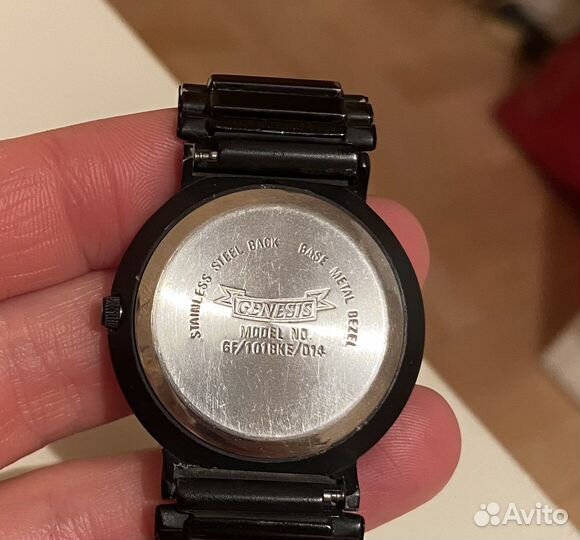 STAINLESS STEEL BACK BASE METAL BEZEL
GENESIS
MODEL NO.
GF/101BKE/014
Avito